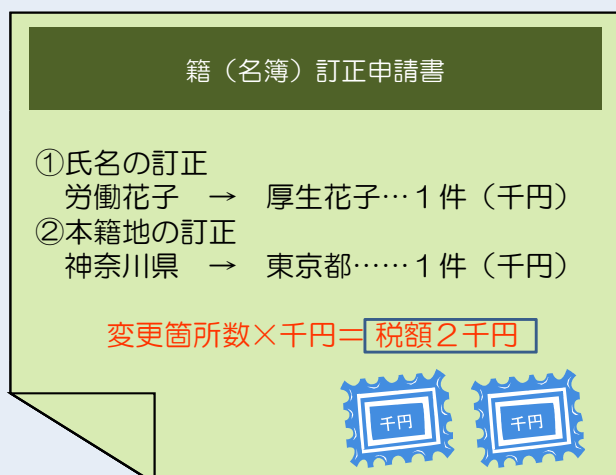 籍（名簿）訂正申請書
①氏名の訂正
労働花子　→　厚生花子…１件（千円）
②本籍地の訂正
神奈川県　→　東京都……１件（千円）
変更箇所数×千円＝税額２千円
千円　千円